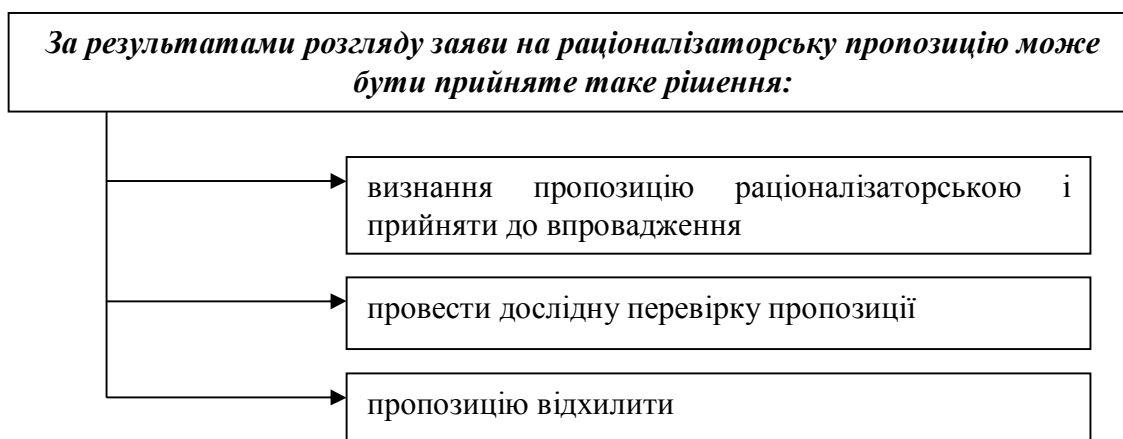 За результатами розгляду заяви на раціоналізаторську пропозицію може
бути прийняте таке рішення:
визнання пропозицію раціоналізаторською і
прийняти до впровадження
провести дослідну перевірку пропозиції
пропозицію відхилити